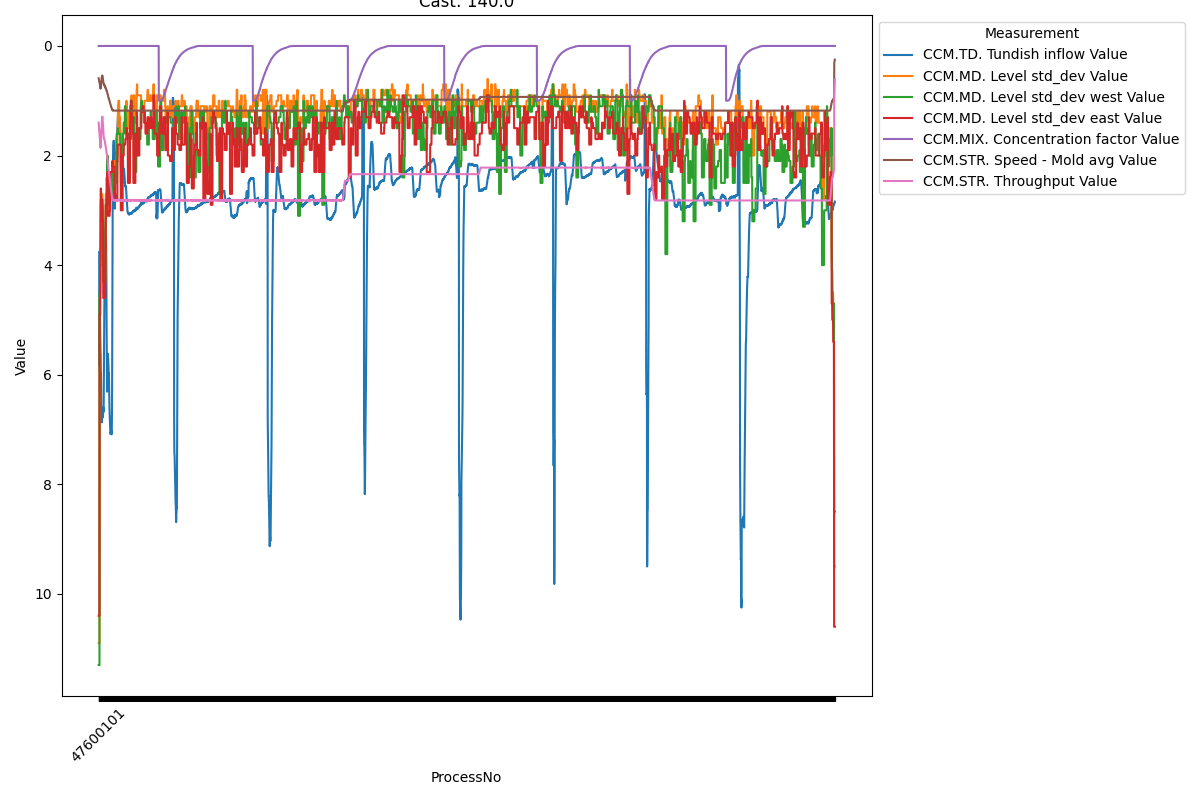 Cast: 140.0
Measurement
CCM.TD. Tundish inflow Value
CCM.MD. Level std_dev Value
CCM.MD. Level std_dev west Value
CCM.MD. Level std_dev east Value
CCM.MIX. Concentration factor Value
CCM.STR. Speed - Mold avg Value
CCM.STR. Throughput Value
0
2
4
6
8
10
Value
47600101
ProcessNo